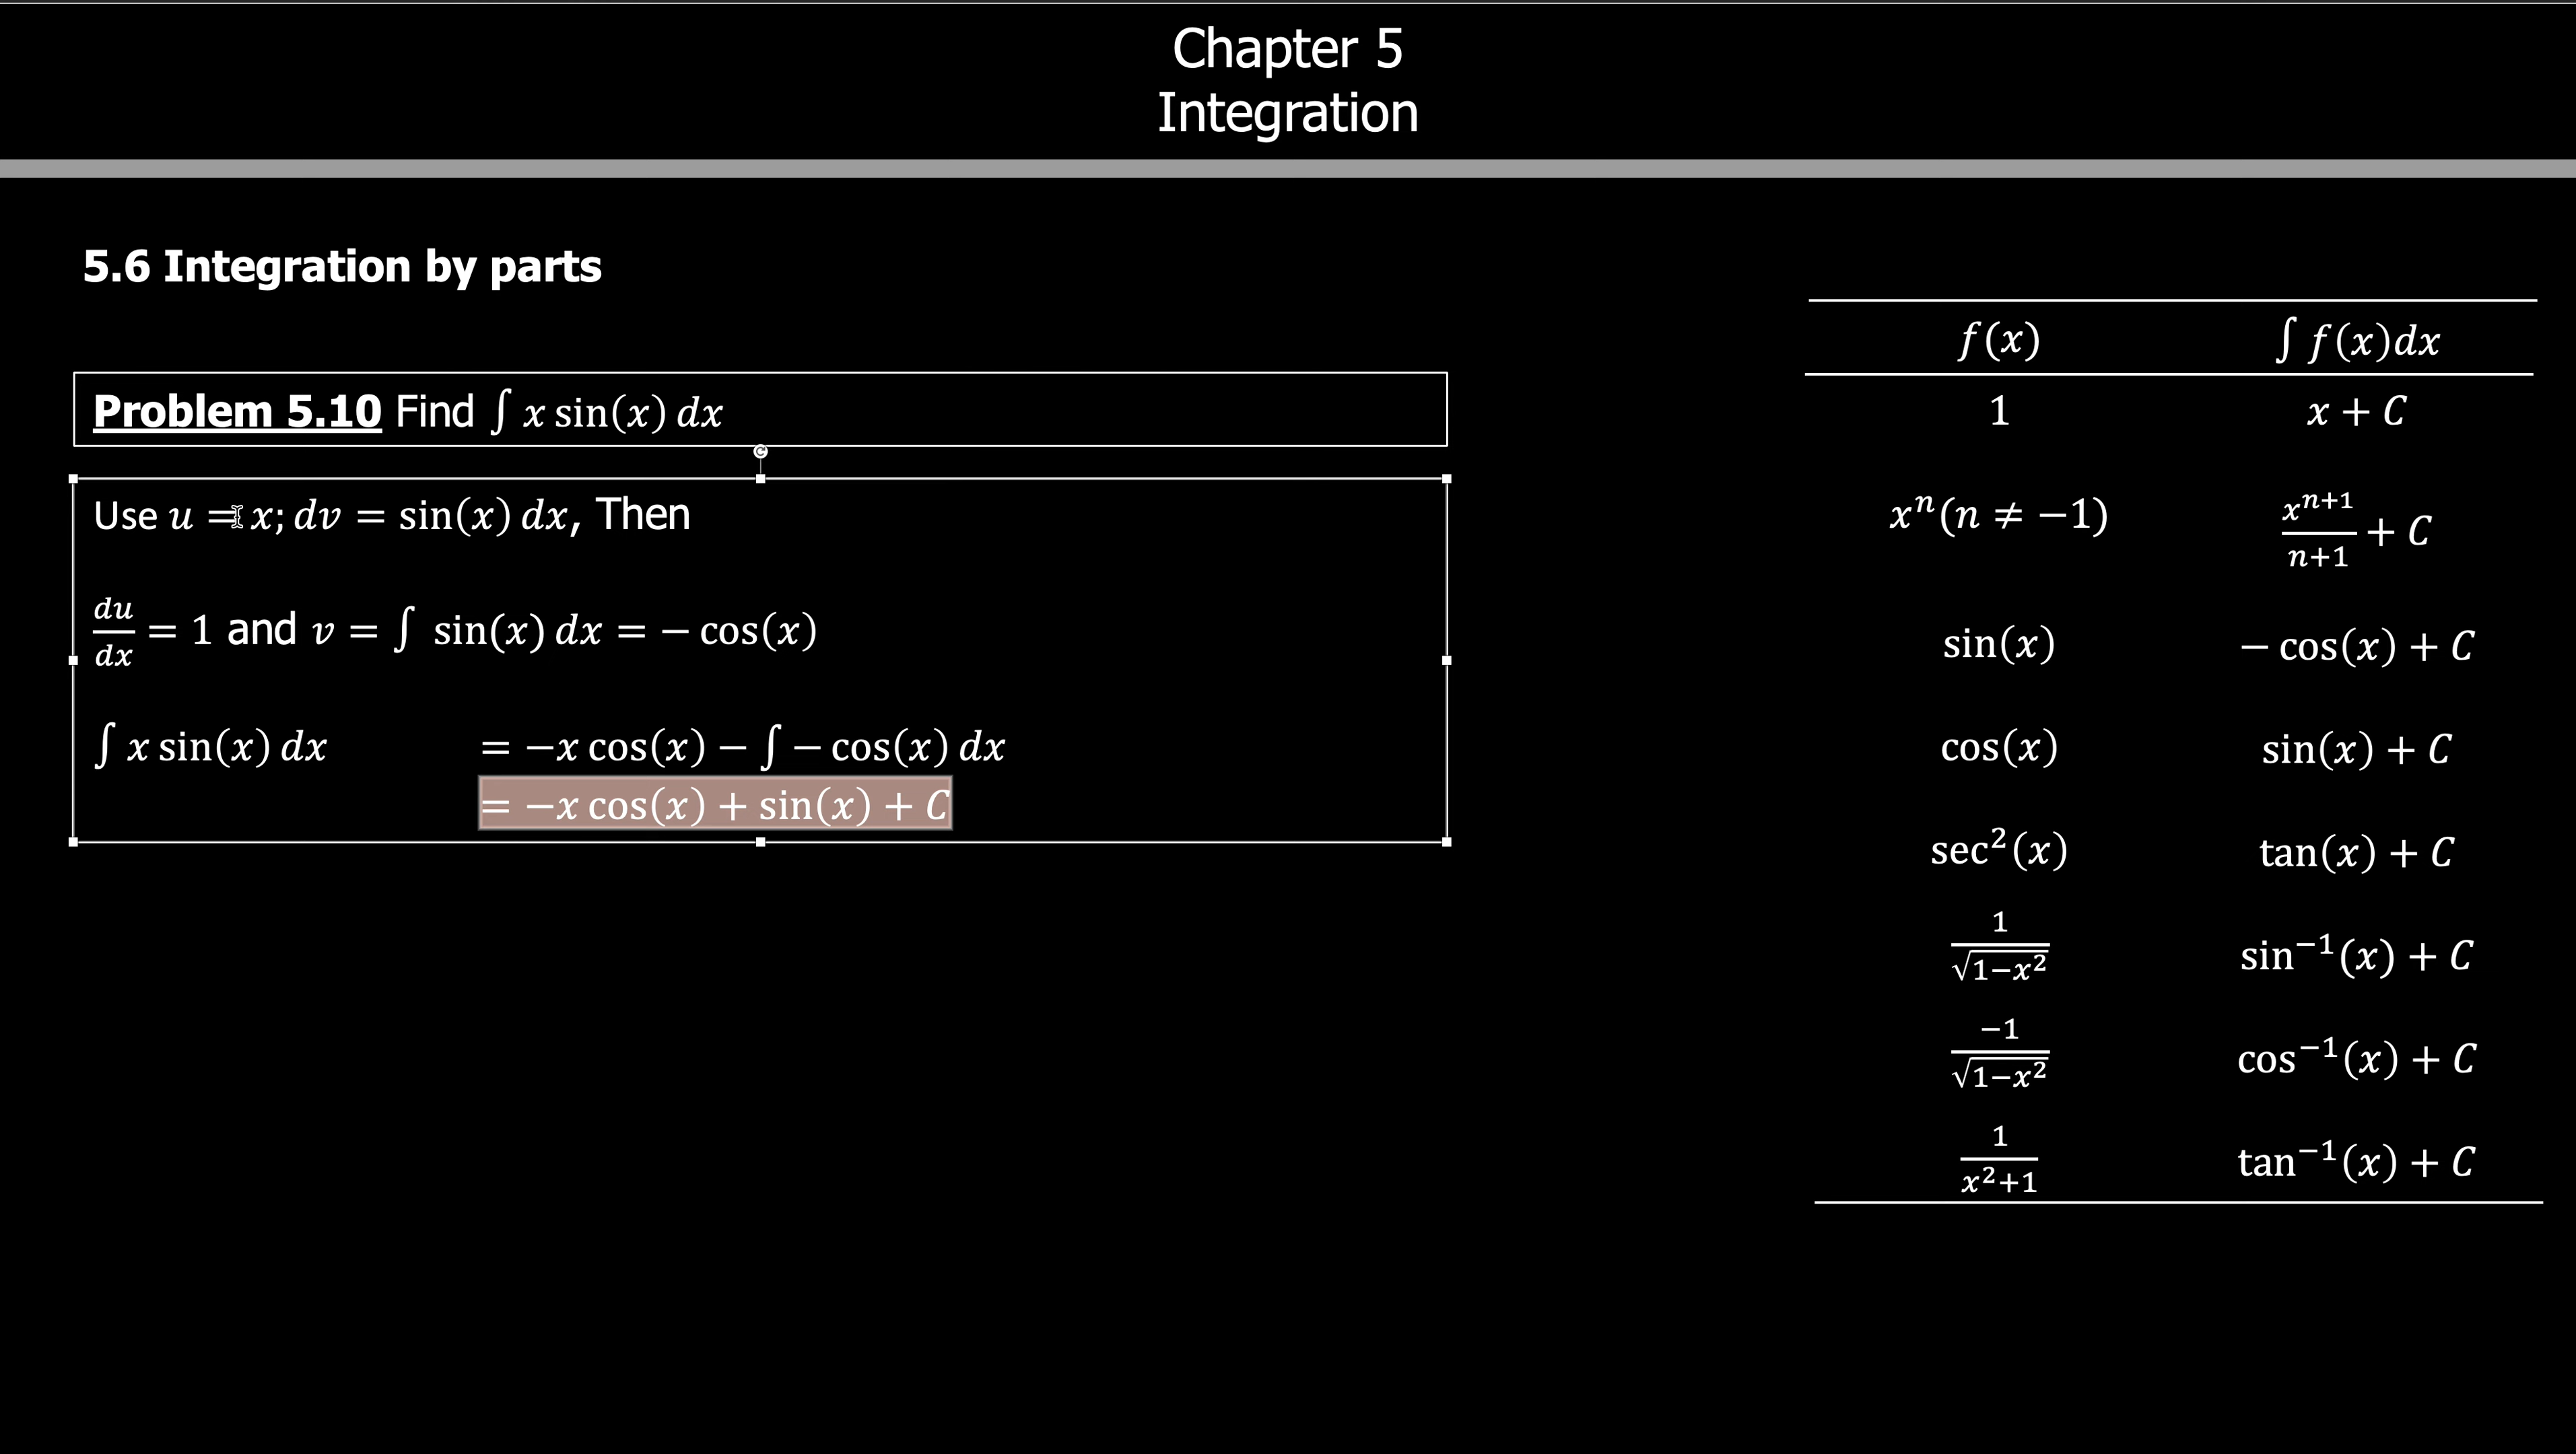 Chapter 5
Integration
5.6 Integration by parts
Problem 5.10 Find ∫ x sin(x) dx
Use u = x; dv = sin(x) dx, Then
du/dx = 1 and v = ∫ sin(x) dx = − cos(x)
∫ x sin(x) dx = −x cos(x) − ∫ − cos(x) dx
= −x cos(x) + sin(x) + C
f(x) ∫ f(x)dx
1 x + C
xⁿ(n ≠ −1) xⁿ⁺¹/n+1 + C
sin(x) − cos(x) + C
cos(x) sin(x) + C
sec²(x) tan(x) + C
1/√1−x² sin⁻¹(x) + C
−1/√1−x² cos⁻¹(x) + C
1/x²+1 tan⁻¹(x) + C